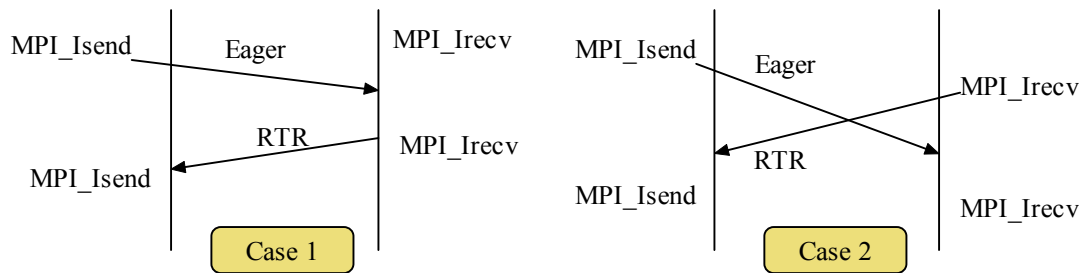 MPI_Isend
Eager
MPI_Irecv
RTR
MPI_Irecv
MPI_Isend
Case 1
MPI_Isend
Eager
MPI_Irecv
RTR
MPI_Isend
MPI_Irecv
Case 2